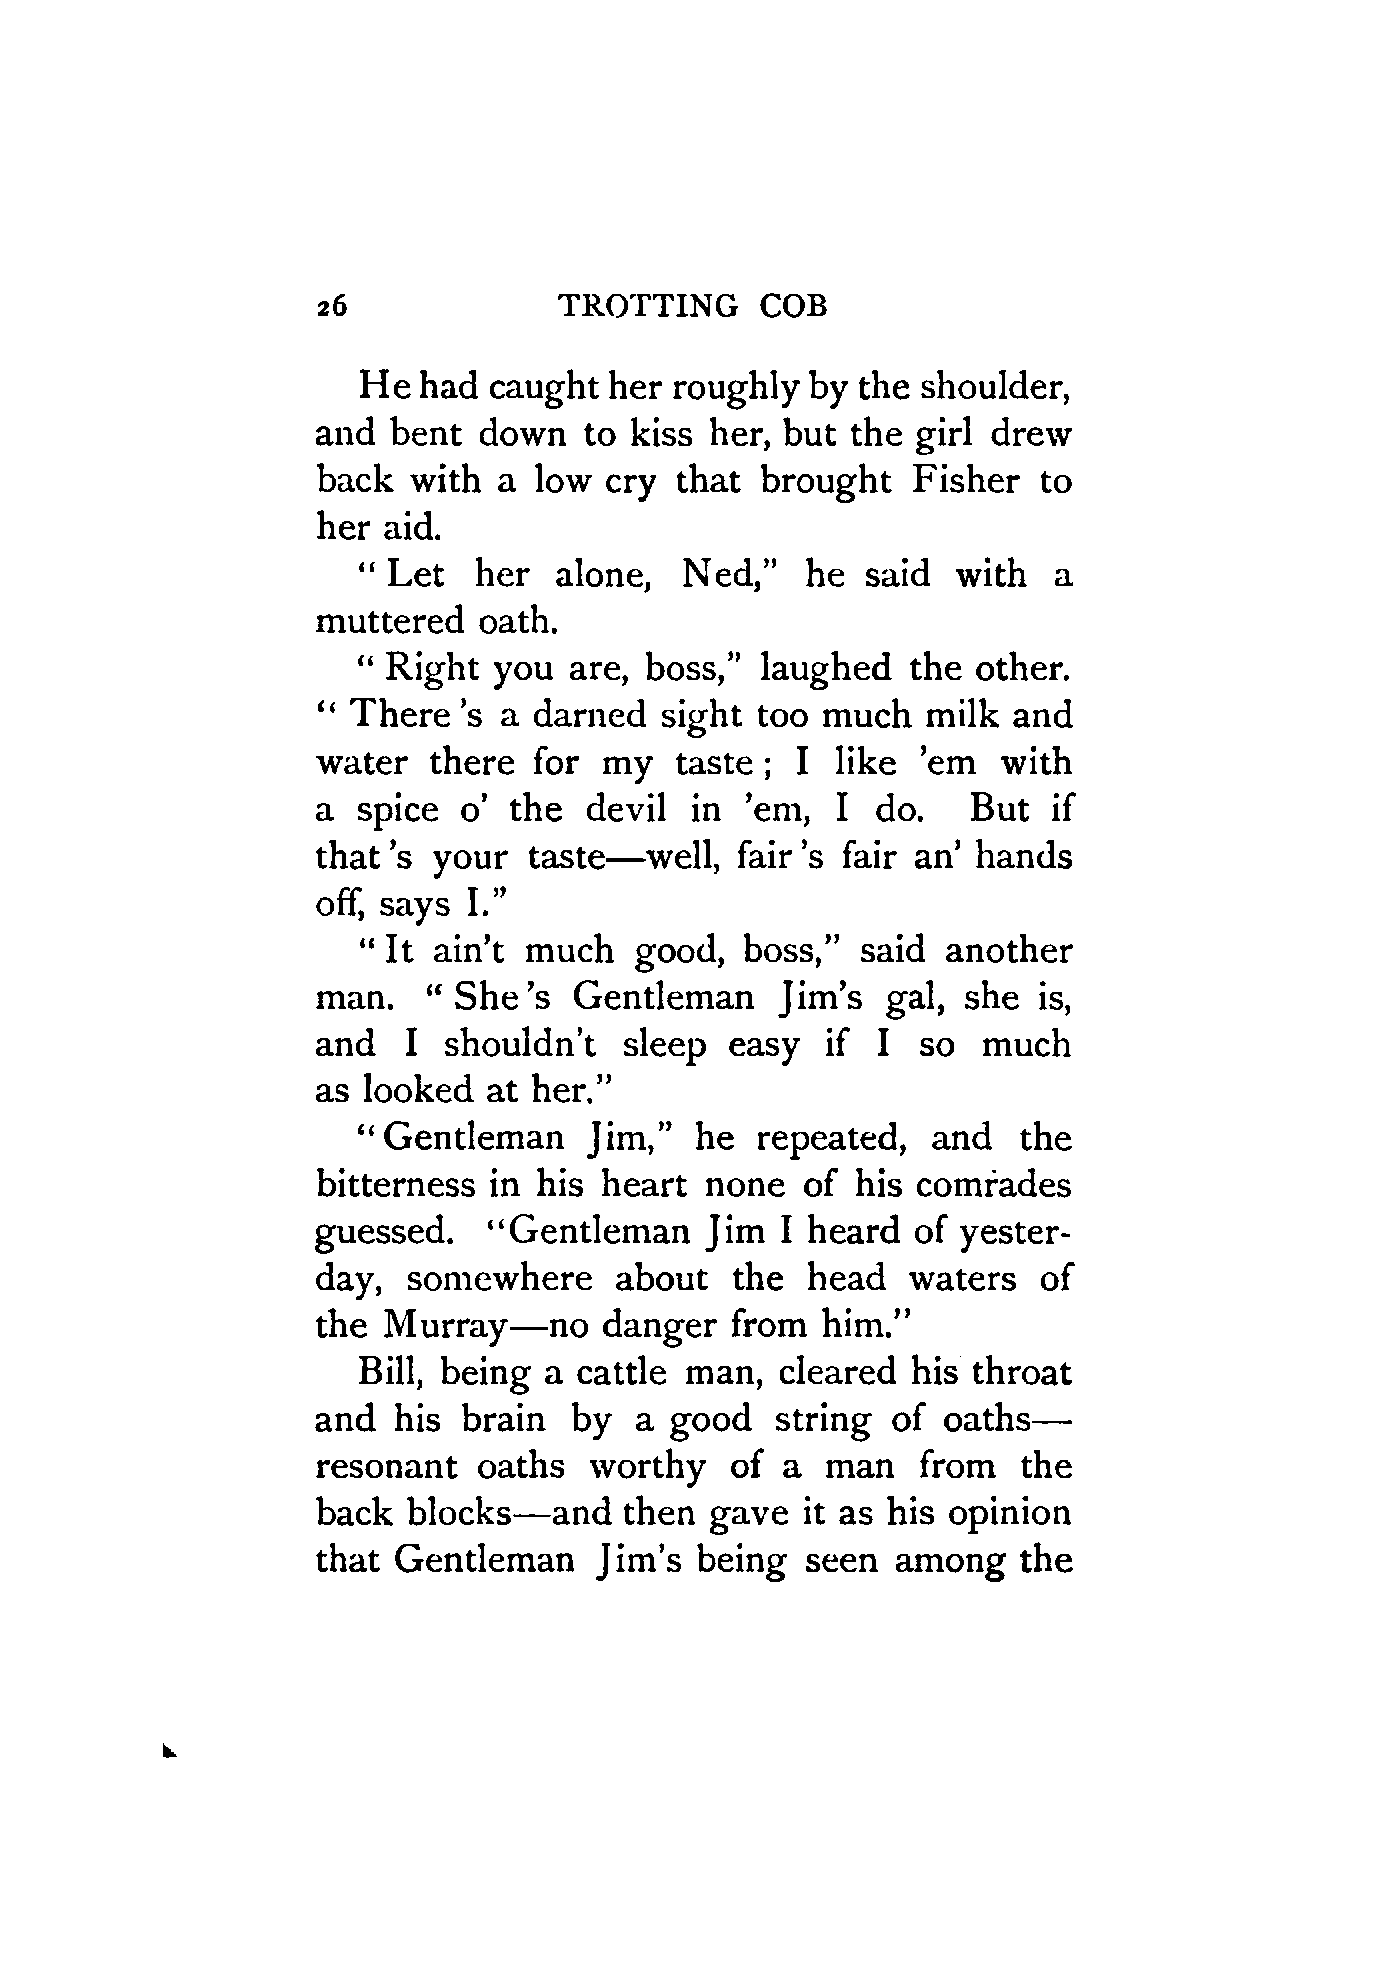 26 TROTTING COB
He had caught her roughly by the shoulder,
and bent down to kiss her, but the girl drew
back with a low cry that brought Fisher to
her aid.
" Let her alone, Ned," he said with a
muttered oath.
" Right you are, boss," laughed the other.
" There 's a darned sight too much milk and
water there for my taste ; I like 'em with
a spice o' the devil in 'em, I do. But if
that 's your taste—well, fair 's fair an' hands
off, says I."
" It ain't much good, boss," said another
man. " She 's Gentleman Jim's gal, she is,
and I shouldn't sleep easy if I so much
as looked at her."
" Gentleman Jim," he repeated, and the
bitterness in his heart none of his comrades
guessed. "Gentleman Jim I heard of yester-
day, somewhere about the head waters of
the Murray—no danger from him."
Bill, being a cattle man, cleared his throat
and his brain by a good string of oaths—
resonant oaths worthy of a man from the
back blocks—and then gave it as his opinion
that Gentleman Jim's being seen among the